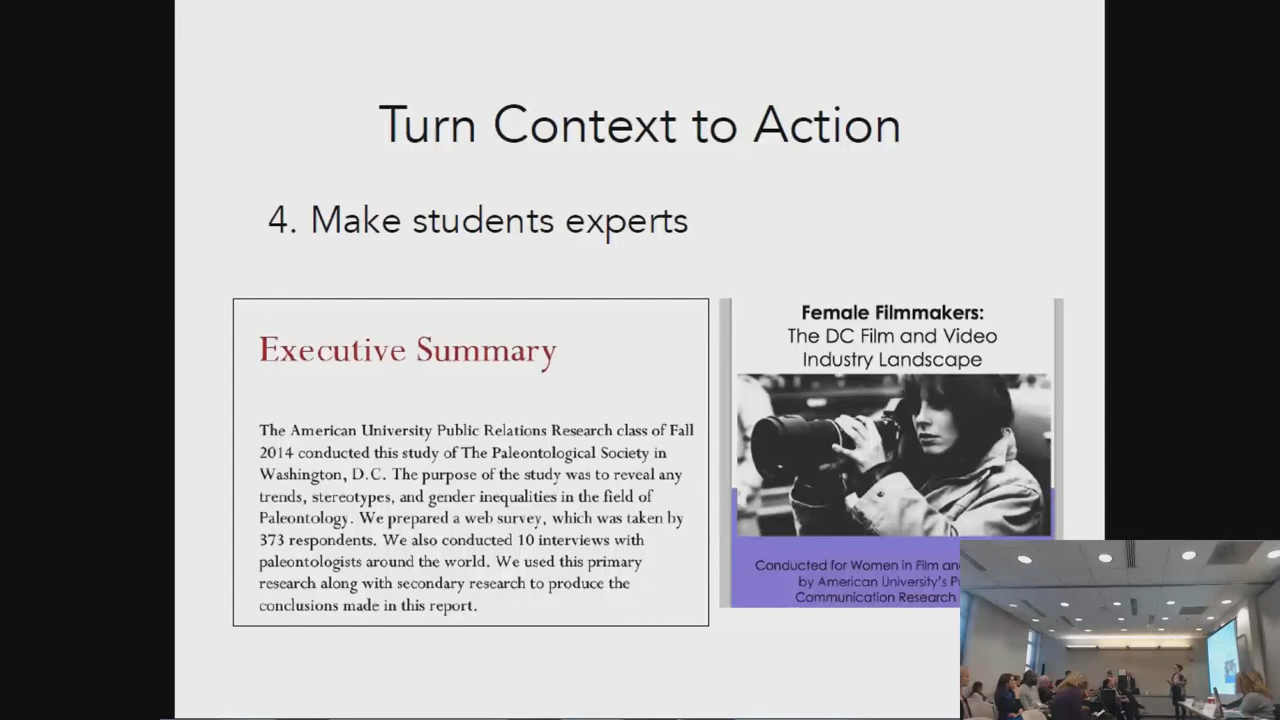 Turn Context to Action
4. Make students experts
Executive Summary
The American University Public Relations Research class of Fall
2014 conducted this study of The Paleontological Society in
Washington, D.C. The purpose of the study was to reveal any
trends, stereotypes, and gender inequalities in the field of
Paleontology. We prepared a web survey, which was taken by
373 respondents. We also conducted 10 interviews with
paleontologists around the world. We used this primary
research along with secondary research to produce the
conclusions made in this report.
Female Filmmakers:
The DC Film and Video
Industry Landscape
Conducted for Women in Film an
by American University's P
Communication Research